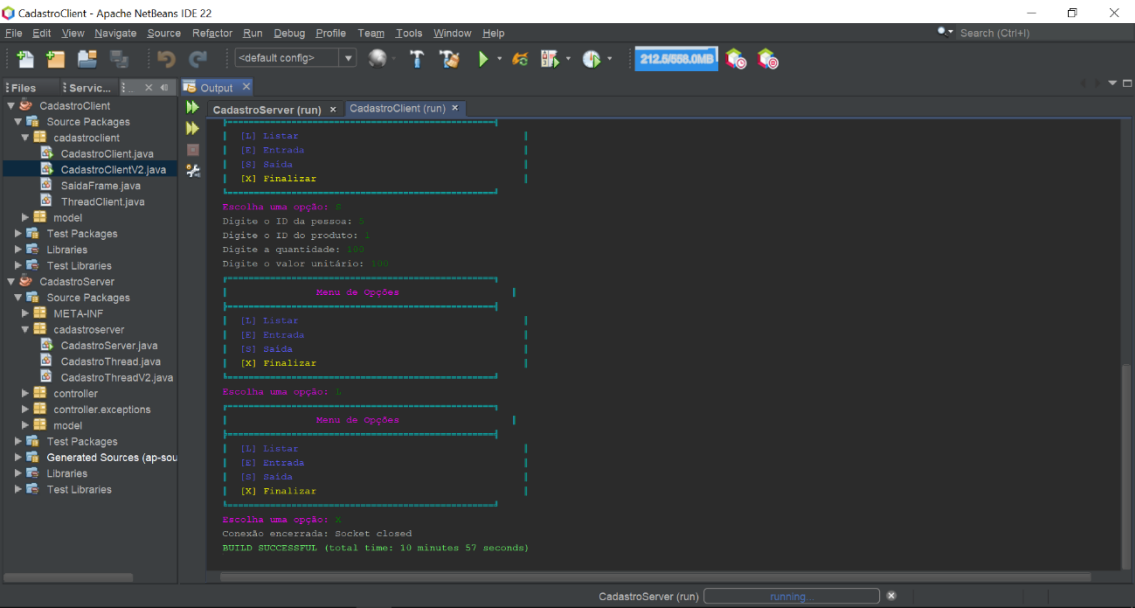 CadastroClient - Apache NetBeans IDE 22
File Edit View Navigate Source Refactor Run Debug Profile Team Tools Window Help
Search (Ctrl+I)
<default config>
212.5/558.0MB
Files
Servic...
Output
CadastroServer (run)
CadastroClient (run)
CadastroClient
Source Packages
cadastroclient
CadastroClient.java
CadastroClientV2.java
SaidaFrame.java
ThreadClient.java
model
Test Packages
Libraries
Test Libraries
CadastroServer
Source Packages
META-INF
cadastroserver
CadastroServer.java
CadastroThread.java
CadastroThreadV2.java
controller
controller.exceptions
model
Test Packages
Generated Sources (ap-sou
Libraries
Test Libraries
[L] Listar
[E] Entrada
[S] Saida
[X] Finalizar
Escolha uma opção:
Digite o ID da pessoa:
Digite o ID do produto: 1
Digite a quantidade:
Digite o valor unitário:
Menu de Opções
[L] Listar
[E] Entrada
[S] Saida
[X] Finalizar
Escolha uma opção: L
Menu de Opções
[L] Listar
[E] Entrada
[S] Saida
[X] Finalizar
Escolha uma opção: X
Conexão encerrada: Socket closed
BUILD SUCCESSFUL (total time: 10 minutes 57 seconds)
CadastroServer (run)
running...